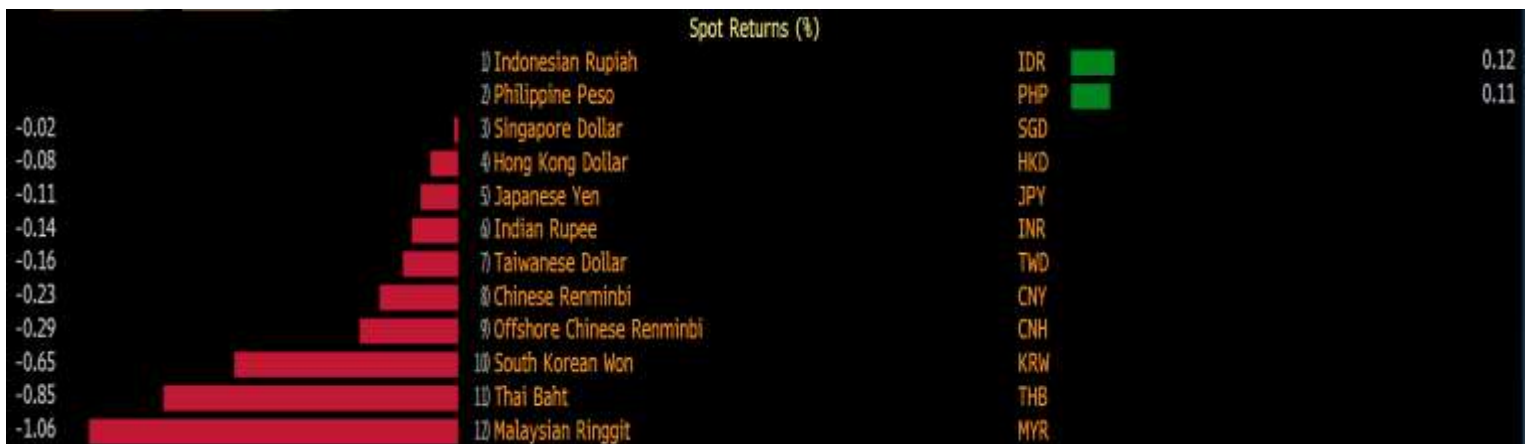 Spot Returns (%)
1) Indonesian Rupiah IDR 0.12
2) Philippine Peso PHP 0.11
-0.02 3) Singapore Dollar SGD
-0.08 4) Hong Kong Dollar HKD
-0.11 5) Japanese Yen JPY
-0.14 6) Indian Rupee INR
-0.16 7) Taiwanese Dollar TWD
-0.23 8) Chinese Renminbi CNY
-0.29 9) Offshore Chinese Renminbi CNH
-0.65 10) South Korean Won KRW
-0.85 11) Thai Baht THB
-1.06 12) Malaysian Ringgit MYR